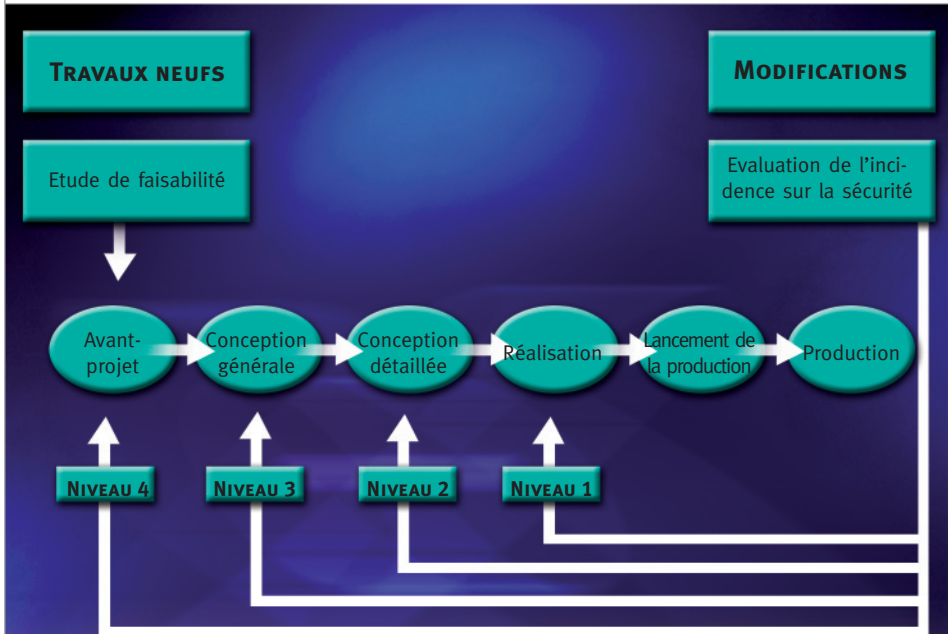 TRAVAUX NEUFS
MODIFICATIONS
Etude de faisabilité
Evaluation de l'inci-
dence sur la sécurité
Avant-
projet
Conception
générale
Conception
détaillée
Réalisation
Lancement de
la production
Production
NIVEAU 4
NIVEAU 3
NIVEAU 2
NIVEAU 1